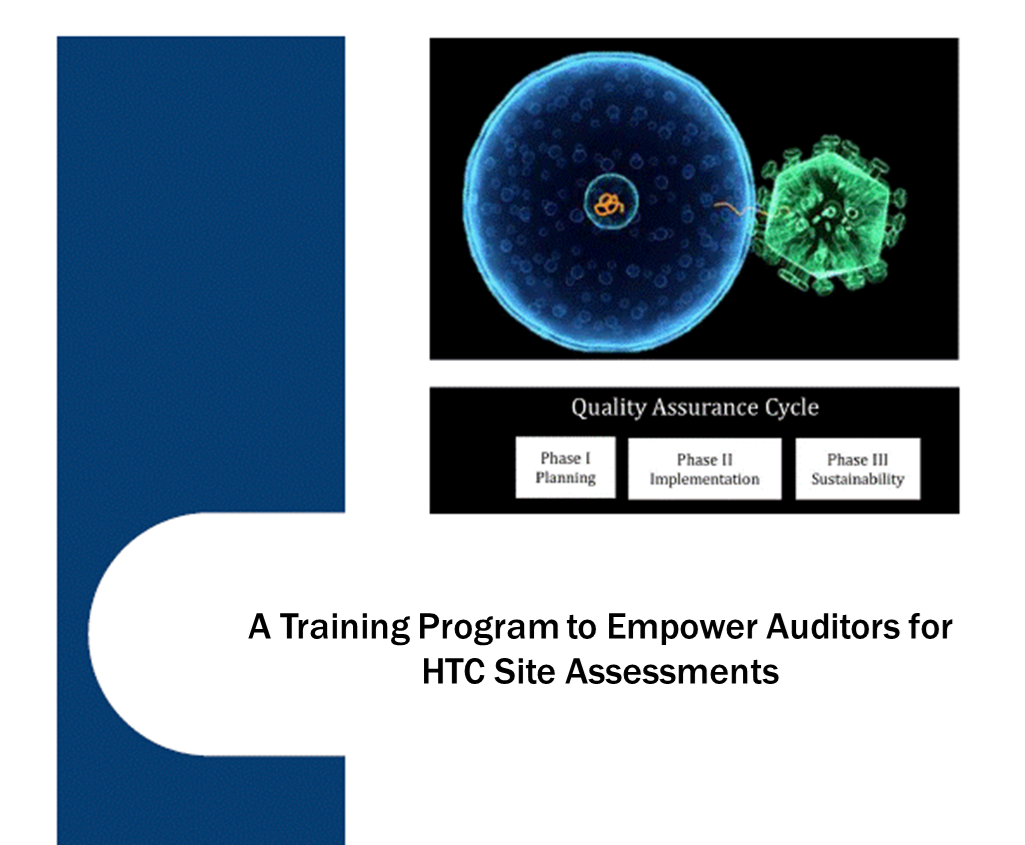 Quality Assurance Cycle
Phase I
Planning
Phase II
Implementation
Phase III
Sustainability
A Training Program to Empower Auditors for
HTC Site Assessments